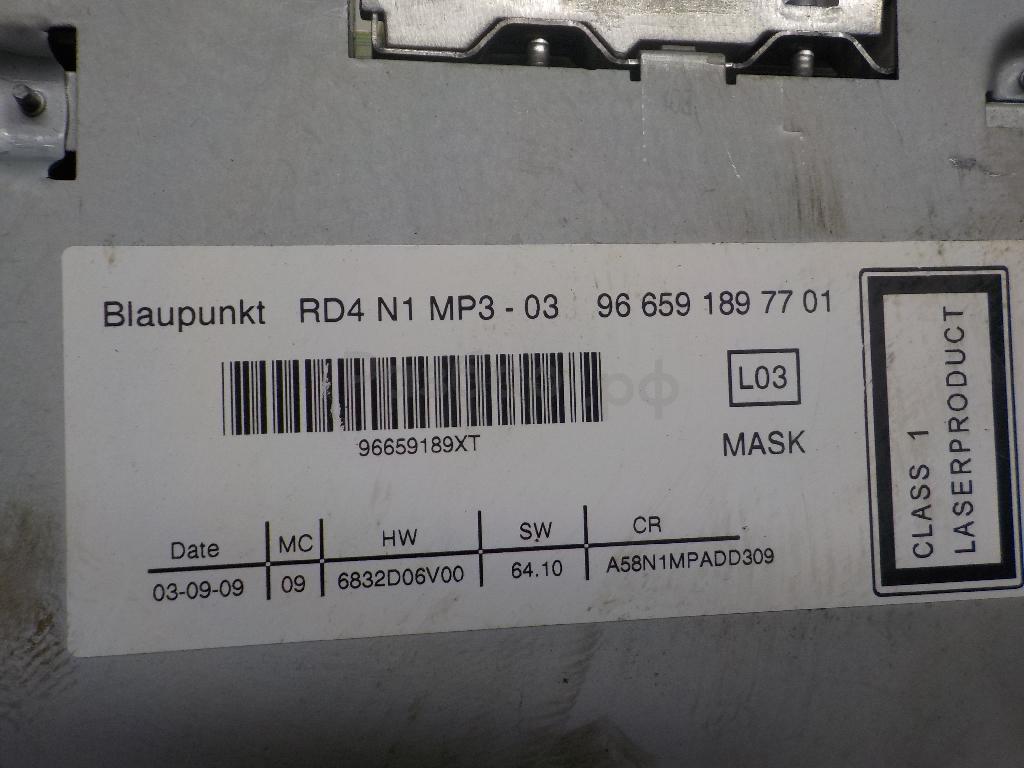 Blaupunkt RD4 N1 MP3 - 03 96 659 189 77 01
96659189XT
L03
MASK
CLASS 1
LASERPRODUCT
Date MC HW SW CR
03-09-09 09 6832D06V00 64.10 A58N1MPADD309